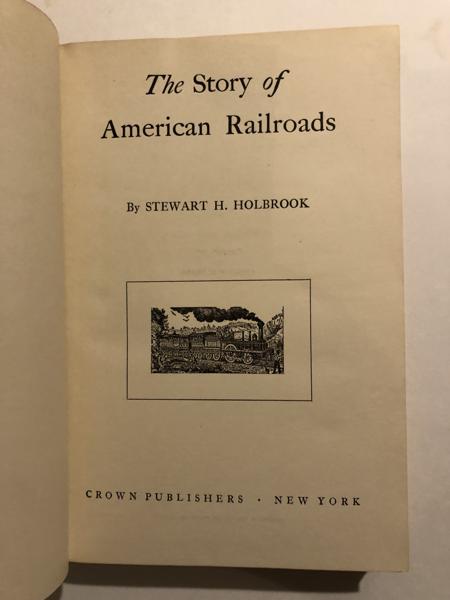 The Story of
American Railroads
By STEWART H. HOLBROOK
CROWN PUBLISHERS · NEW YORK